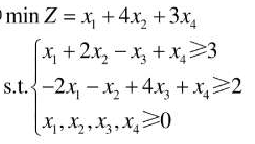 min Z = x₁ + 4x₂ + 3x₄
x₁ + 2x₂ − x₃ + x₄ ⩾ 3
s.t. { −2x₁ − x₂ + 4x₃ + x₄ ⩾ 2
x₁, x₂, x₃, x₄ ⩾ 0